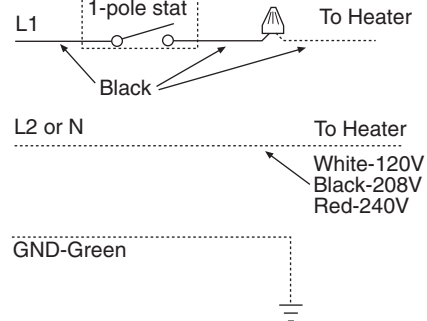 1-pole stat
L1
To Heater
Black
L2 or N
To Heater
White-120V
Black-208V
Red-240V
GND-Green